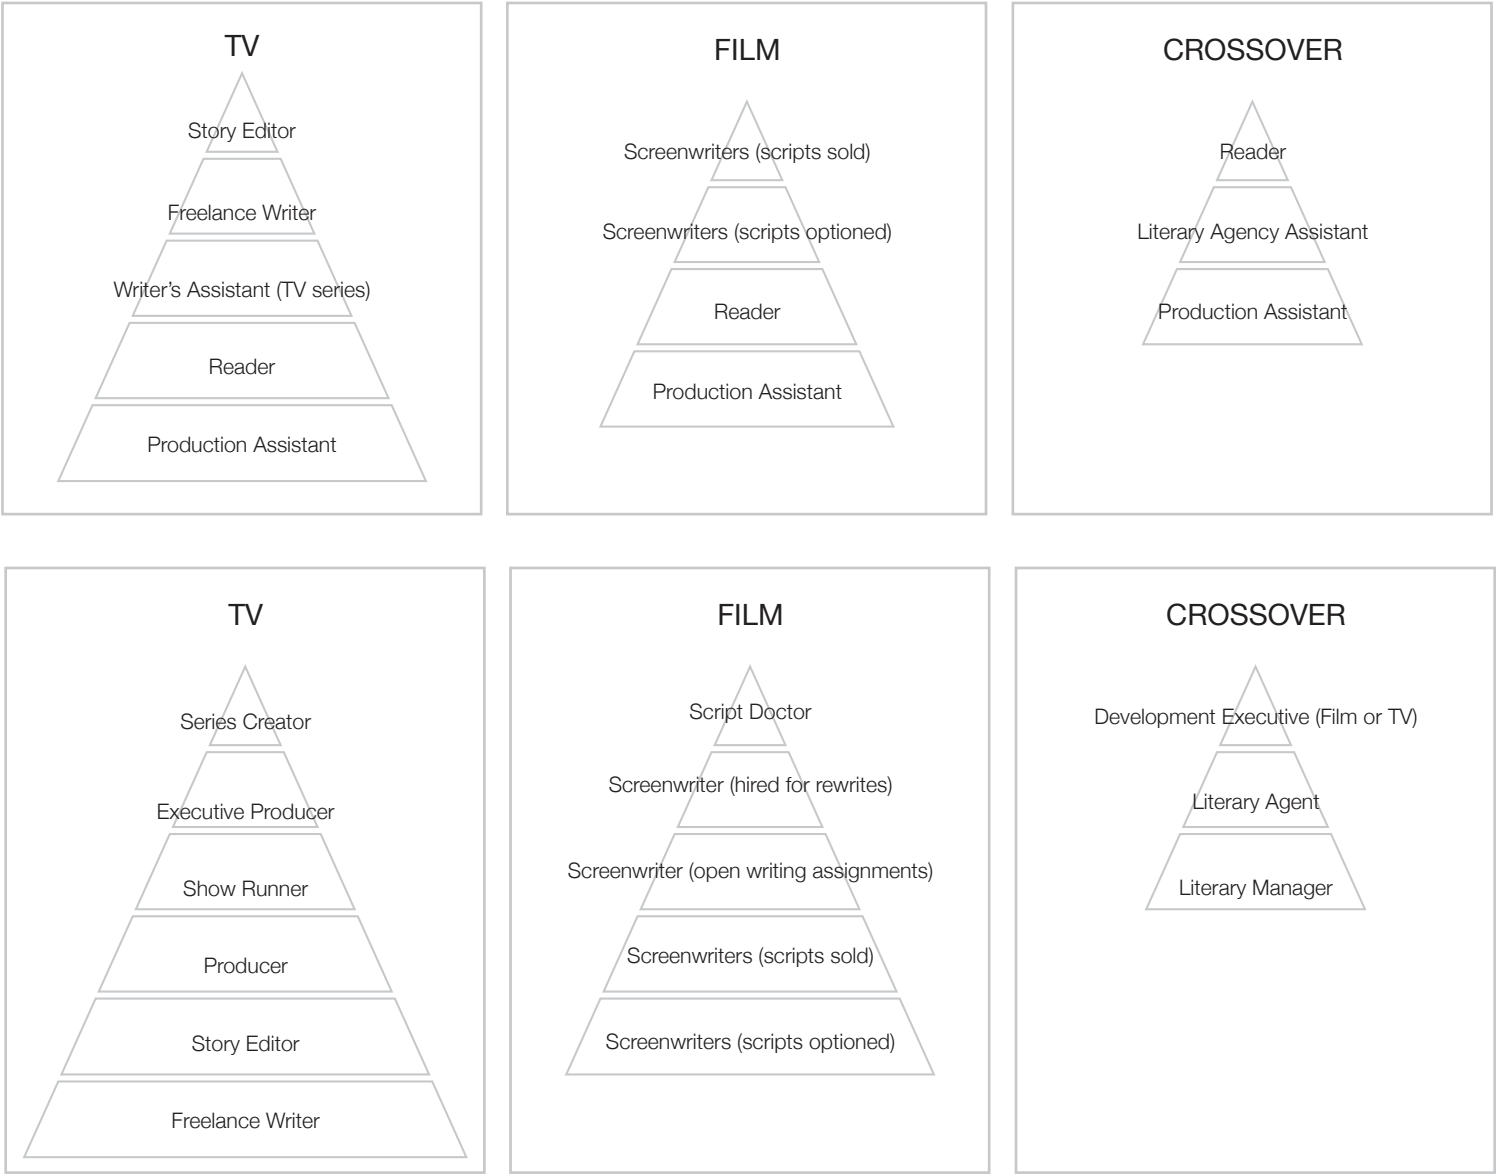 TV
Story Editor
Freelance Writer
Writer’s Assistant (TV series)
Reader
Production Assistant
FILM
Screenwriters (scripts sold)
Screenwriters (scripts optioned)
Reader
Production Assistant
CROSSOVER
Reader
Literary Agency Assistant
Production Assistant
TV
Series Creator
Executive Producer
Show Runner
Producer
Story Editor
Freelance Writer
FILM
Script Doctor
Screenwriter (hired for rewrites)
Screenwriter (open writing assignments)
Screenwriters (scripts sold)
Screenwriters (scripts optioned)
CROSSOVER
Development Executive (Film or TV)
Literary Agent
Literary Manager